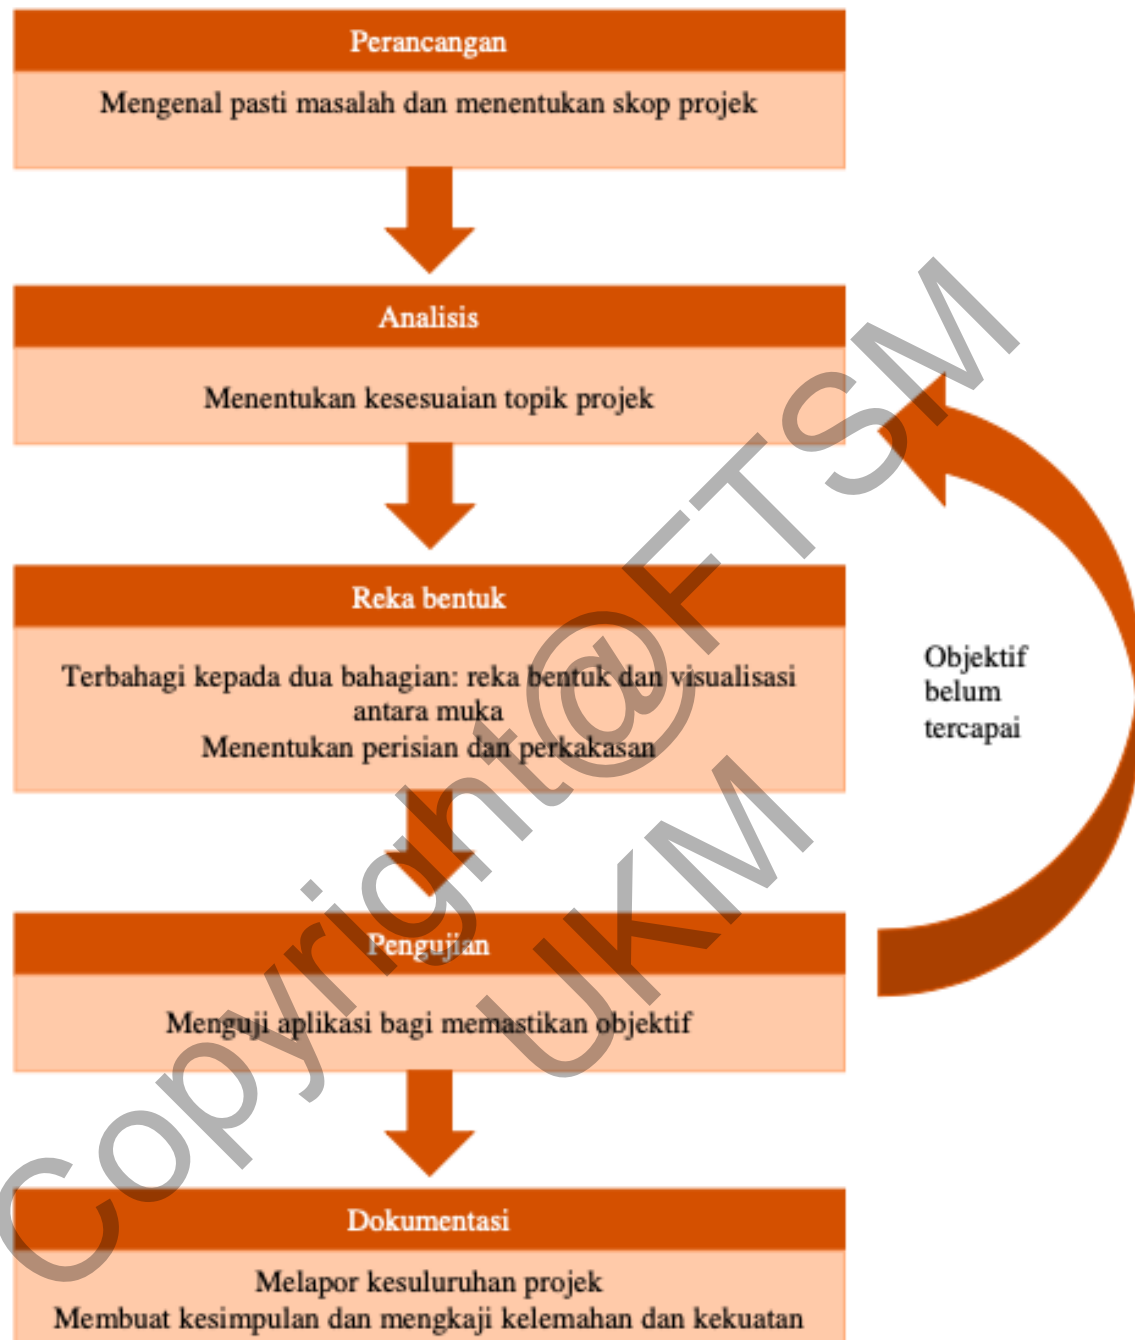 Perancangan
Mengenal pasti masalah dan menentukan skop projek
Analisis
Menentukan kesesuaian topik projek
Reka bentuk
Terbahagi kepada dua bahagian: reka bentuk dan visualisasi
antara muka
Menentukan perisian dan perkakasan
Objektif
belum
tercapai
Pengujian
Menguji aplikasi bagi memastikan objektif
Dokumentasi
Melapor kesuluruhan projek
Membuat kesimpulan dan mengkaji kelemahan dan kekuatan
Copyright@FTSM
UKM